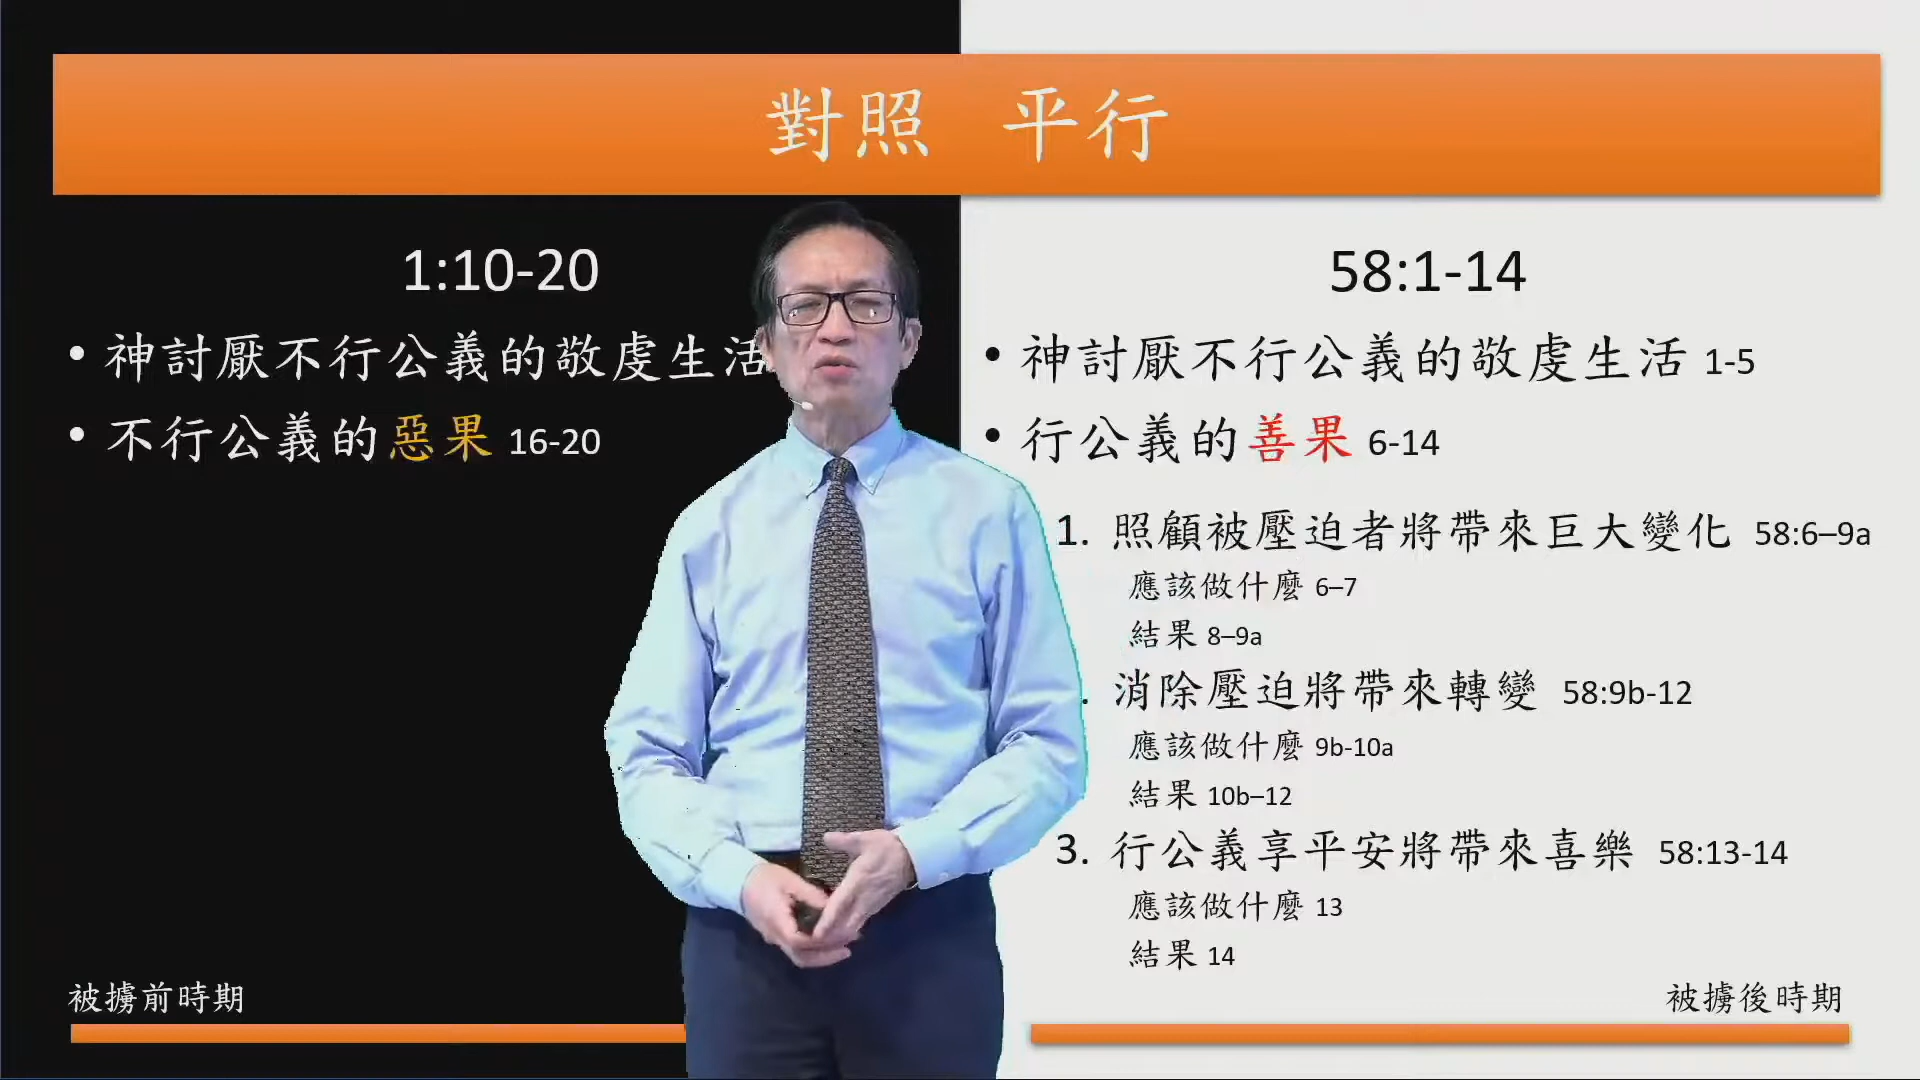 對照 平行
1:10-20
• 神討厭不行公義的敬虔生活
• 不行公義的惡果 16-20
被擄前時期
58:1-14
• 神討厭不行公義的敬虔生活 1-5
• 行公義的善果 6-14
1. 照顧被壓迫者將帶來巨大變化 58:6–9a
應該做什麼 6–7
結果 8–9a
. 消除壓迫將帶來轉變 58:9b-12
應該做什麼 9b-10a
結果 10b–12
3. 行公義享平安將帶來喜樂 58:13-14
應該做什麼 13
結果 14
被擄後時期